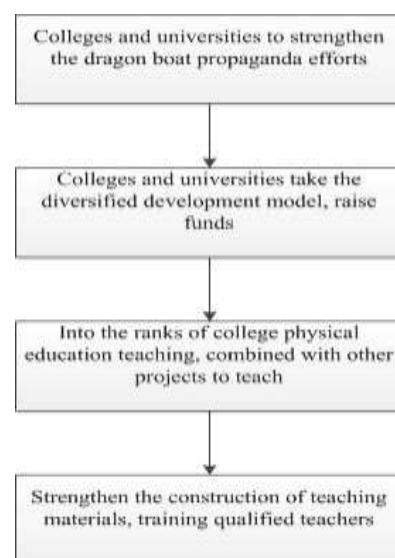 Colleges and universities to strengthen
the dragon boat propaganda efforts
Colleges and universities take the
diversified development model, raise
funds
Into the ranks of college physical
education teaching, combined with other
projects to teach
Strengthen the construction of teaching
materials, training qualified teachers